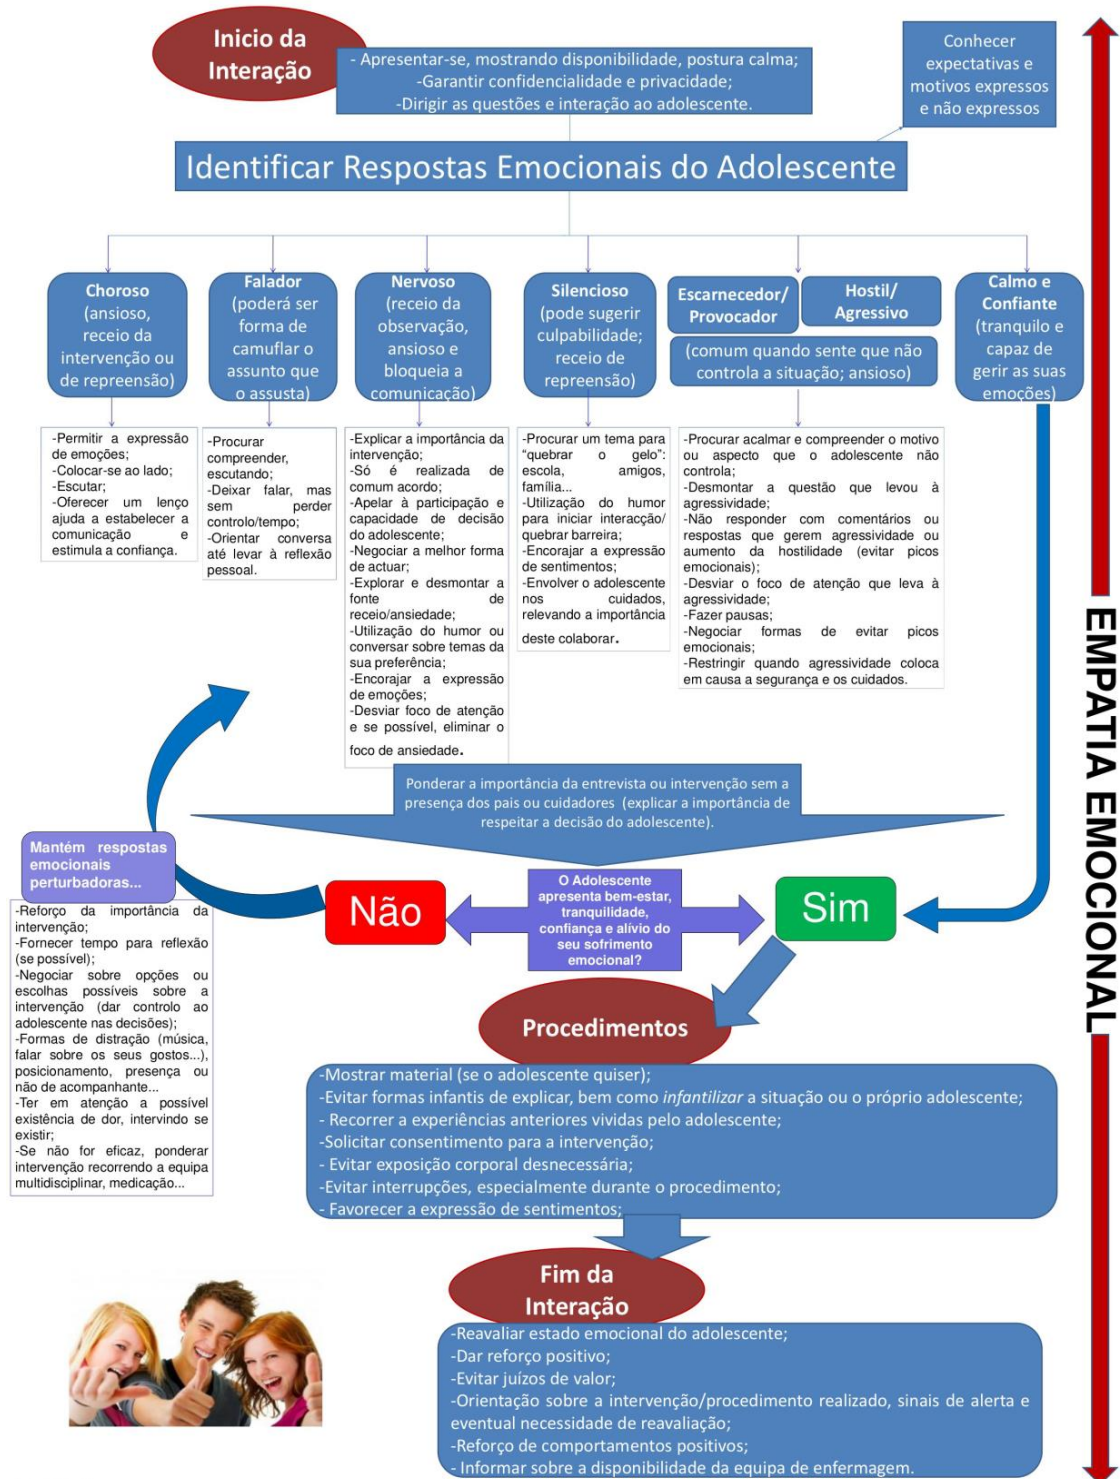 Inicio da
Interação
- Apresentar-se, mostrando disponibilidade, postura calma;
-Garantir confidencialidade e privacidade;
-Dirigir as questões e interação ao adolescente.
Conhecer
expectativas e
motivos expressos
e não expressos
Identificar Respostas Emocionais do Adolescente
Choroso
(ansioso,
receio da
intervenção ou
de repreensão)
Falador
(poderá ser
forma de
camuflar o
assunto que
o assusta)
Nervoso
(receio da
observação,
ansioso e
bloqueia a
comunicação)
Silencioso
(pode sugerir
culpabilidade;
receio de
repreensão)
Escarnecedor/
Provocador
Hostil/
Agressivo
(comum quando sente que não
controla a situação; ansioso)
Calmo e
Confiante
(tranquilo e
capaz de
gerir as suas
emoções)
-Permitir a expressão
de emoções;
-Colocar-se ao lado;
-Escutar;
-Oferecer um lenço
ajuda a estabelecer a
comunicação e
estimula a confiança.
-Procurar
compreender,
escutando;
-Deixar falar, mas
sem perder
controlo/tempo;
-Orientar conversa
até levar à reflexão
pessoal.
-Explicar a importância da
intervenção;
-Só é realizada de
comum acordo;
-Apelar à participação e
capacidade de decisão
do adolescente;
-Negociar a melhor forma
de actuar;
-Explorar e desmontar a
fonte de
receio/ansiedade;
-Utilização do humor ou
conversar sobre temas da
sua preferência;
-Encorajar a expressão
de emoções;
-Desviar foco de atenção
e se possível, eliminar o
foco de ansiedade.
-Procurar um tema para
“quebrar o gelo”:
escola, amigos,
família...
-Utilização do humor
para iniciar interacção/
quebrar barreira;
-Encorajar a expressão
de sentimentos;
-Envolver o adolescente
nos cuidados,
relevando a importância
deste colaborar.
-Procurar acalmar e compreender o motivo
ou aspecto que o adolescente não
controla;
-Desmontar a questão que levou à
agressividade;
-Não responder com comentários ou
respostas que gerem agressividade ou
aumento da hostilidade (evitar picos
emocionais);
-Desviar o foco de atenção que leva à
agressividade;
-Fazer pausas;
-Negociar formas de evitar picos
emocionais;
-Restringir quando agressividade coloca
em causa a segurança e os cuidados.
EMPATIA EMOCIONAL
Ponderar a importância da entrevista ou intervenção sem a
presença dos pais ou cuidadores (explicar a importância de
respeitar a decisão do adolescente).
Mantém respostas
emocionais
perturbadoras...
-Reforço da importância da
intervenção;
-Fornecer tempo para reflexão
(se possível);
-Negociar sobre opções ou
escolhas possíveis sobre a
intervenção (dar controlo ao
adolescente nas decisões);
-Formas de distração (música,
falar sobre os seus gostos...),
posicionamento, presença ou
não de acompanhante...
-Ter em atenção a possível
existência de dor, intervindo se
existir;
-Se não for eficaz, ponderar
intervenção recorrendo a equipa
multidisciplinar, medicação...
Não
O Adolescente
apresenta bem-estar,
tranquilidade,
confiança e alívio do
seu sofrimento
emocional?
Sim
Procedimentos
-Mostrar material (se o adolescente quiser);
-Evitar formas infantis de explicar, bem como infantilizar a situação ou o próprio adolescente;
- Recorrer a experiências anteriores vividas pelo adolescente;
-Solicitar consentimento para a intervenção;
- Evitar exposição corporal desnecessária;
-Evitar interrupções, especialmente durante o procedimento;
- Favorecer a expressão de sentimentos;
Fim da
Interação
-Reavaliar estado emocional do adolescente;
-Dar reforço positivo;
-Evitar juízos de valor;
-Orientação sobre a intervenção/procedimento realizado, sinais de alerta e
eventual necessidade de reavaliação;
-Reforço de comportamentos positivos;
- Informar sobre a disponibilidade da equipa de enfermagem.